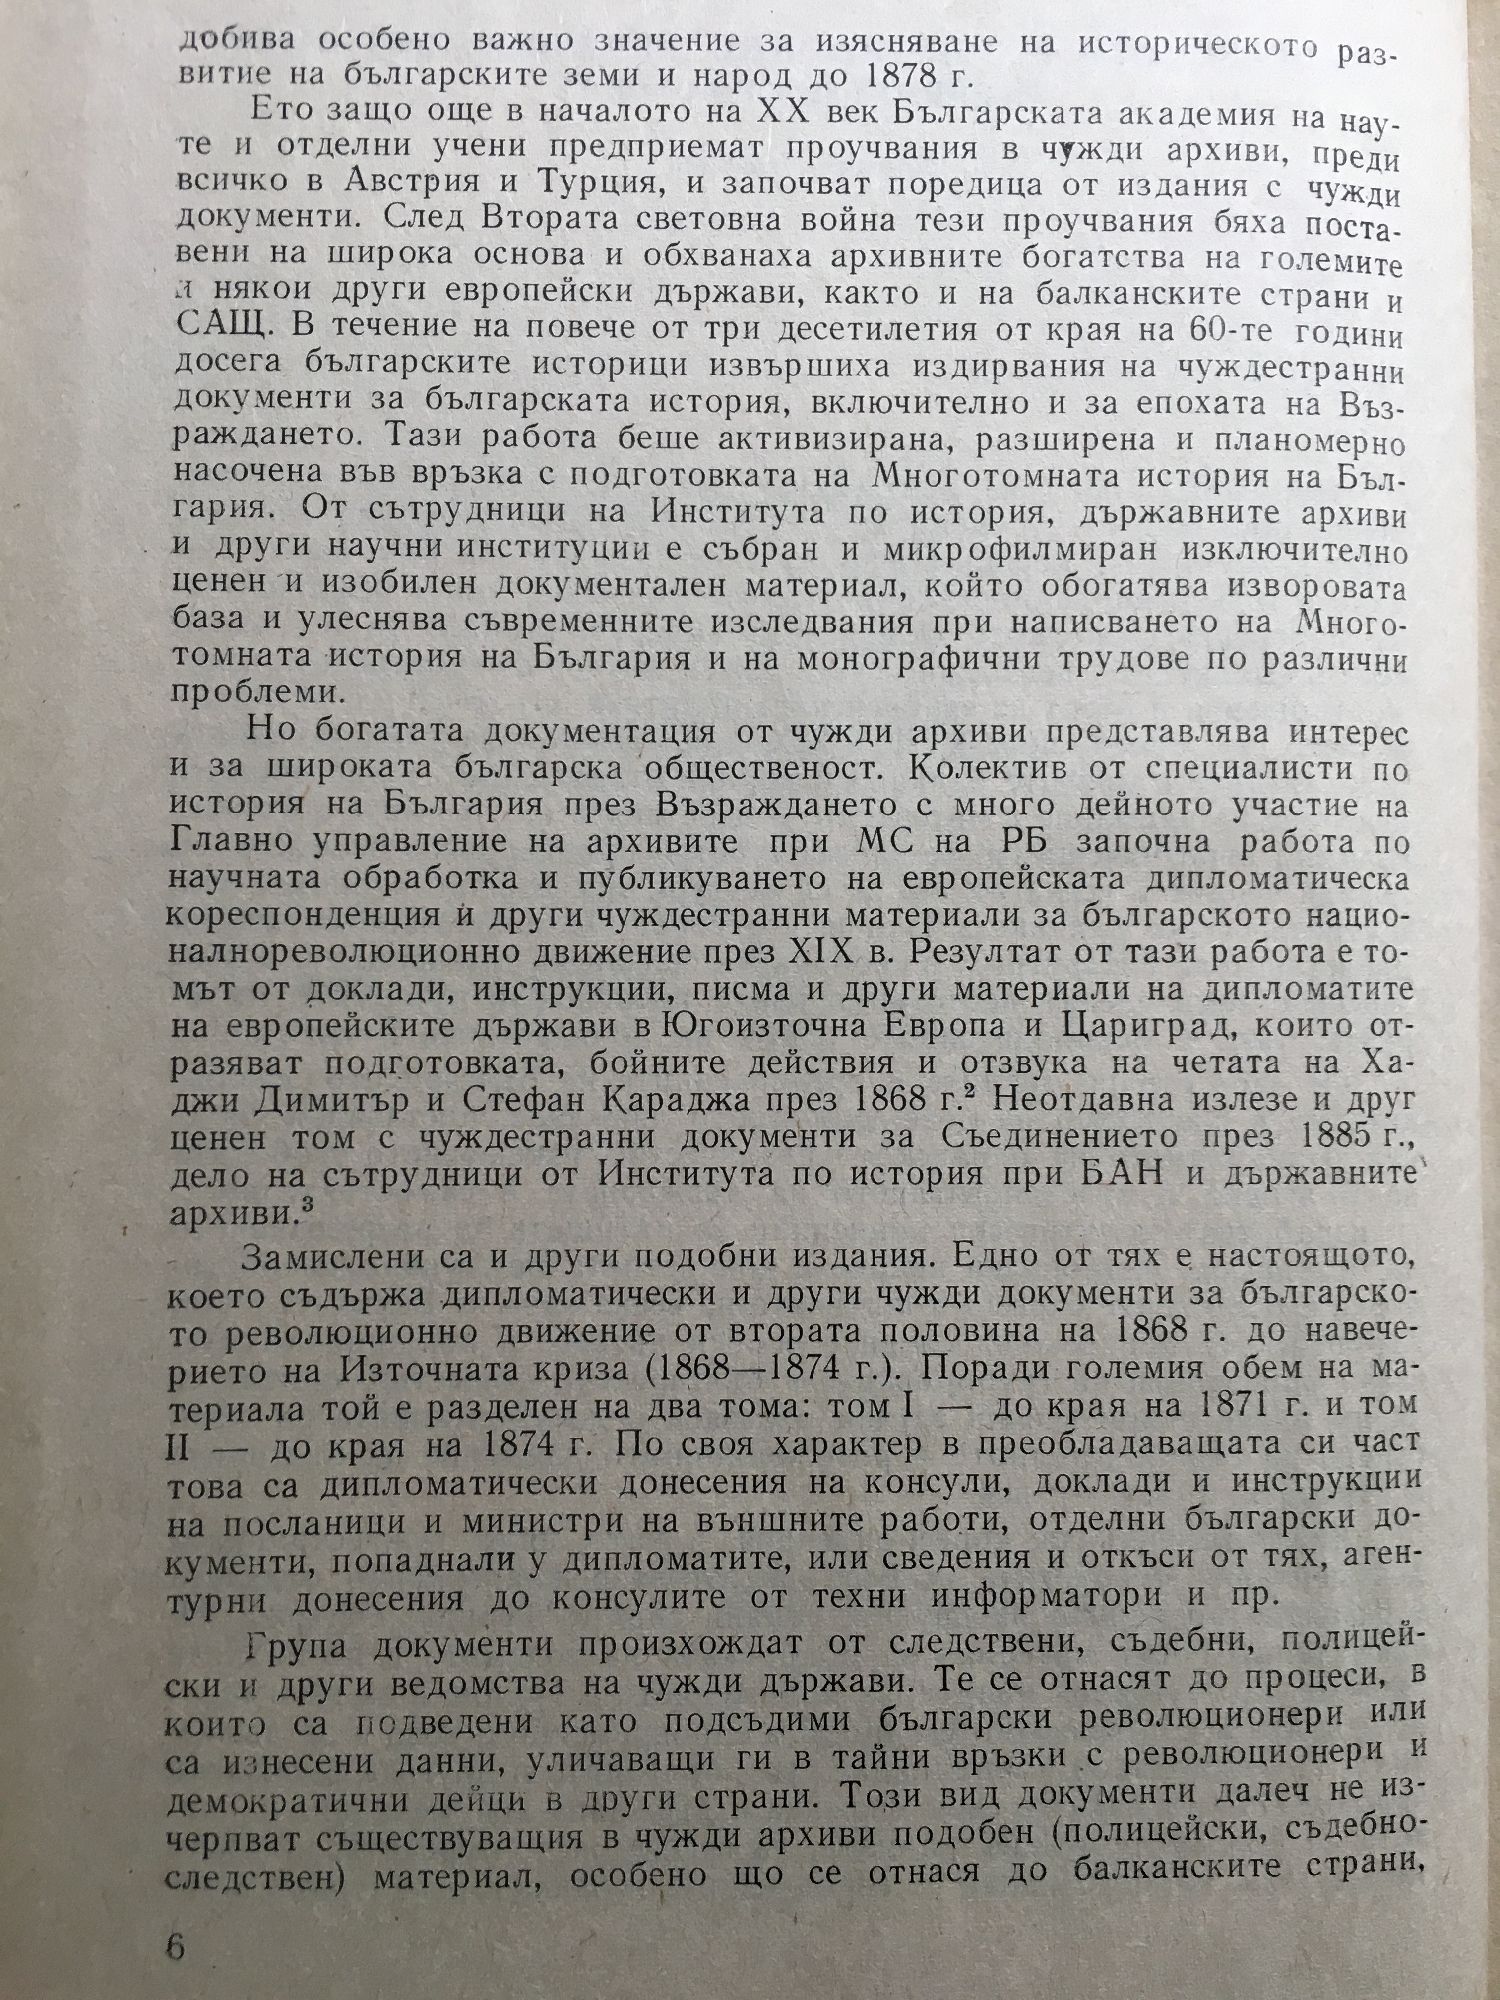 добива особено важно значение за изясняване на историческото раз-
витие на българските земи и народ до 1878 г.
Ето защо още в началото на XX век Българската академия на нау-
те и отделни учени предприемат проучвания в чужди архиви, преди
всичко в Австрия и Турция, и започват поредица от издания с чужди
документи. След Втората световна война тези проучвания бяха поста-
вени на широка основа и обхванаха архивните богатства на големите
и някои други европейски държави, както и на балканските страни и
САЩ. В течение на повече от три десетилетия от края на 60-те години
досега българските историци извършиха издирвания на чуждестранни
документи за българската история, включително и за епохата на Въз-
раждането. Тази работа беше активизирана, разширена и планомерно
насочена във връзка с подготовката на Многотомната история на Бъл-
гария. От сътрудници на Института по история, държавните архиви
и други научни институции е събран и микрофилмиран изключително
ценен и изобилен документален материал, който обогатява изворовата
база и улеснява съвременните изследвания при написването на Много-
томната история на България и на монографични трудове по различни
проблеми.
Но богатата документация от чужди архиви представлява интерес
и за широката българска общественост. Колектив от специалисти по
история на България през Възраждането с много дейното участие на
Главно управление на архивите при МС на РБ започна работа по
научната обработка и публикуването на европейската дипломатическа
кореспонденция и други чуждестранни материали за българското нацио-
налнореволюционно движение през XIX в. Резултат от тази работа е то-
мът от доклади, инструкции, писма и други материали на дипломатите
на европейските държави в Югоизточна Европа и Цариград, които от-
разяват подготовката, бойните действия и отзвука на четата на Ха-
джи Димитър и Стефан Караджа през 1868 г.² Неотдавна излезе и друг
ценен том с чуждестранни документи за Съединението през 1885 г.,
дело на сътрудници от Института по история при БАН и държавните
архиви.³
Замислени са и други подобни издания. Едно от тях е настоящото,
което съдържа дипломатически и други чужди документи за българско-
то революционно движение от втората половина на 1868 г. до навече-
рието на Източната криза (1868—1874 г.). Поради големия обем на ма-
териала той е разделен на два тома: том I — до края на 1871 г. и том
II — до края на 1874 г. По своя характер в преобладаващата си част
това са дипломатически донесения на консули, доклади и инструкции
на посланици и министри на външните работи, отделни български до-
кументи, попаднали у дипломатите, или сведения и откъси от тях, аген-
турни донесения до консулите от техни информатори и пр.
Група документи произхождат от следствени, съдебни, полицей-
ски и други ведомства на чужди държави. Те се отнасят до процеси, в
които са подведени като подсъдими български революционери или
са изнесени данни, уличаващи ги в тайни връзки с революционери и
демократични дейци в други страни. Този вид документи далеч не из-
черпват съществуващия в чужди архиви подобен (полицейски, съдебно-
следствен) материал, особено що се отнася до балканските страни,
6